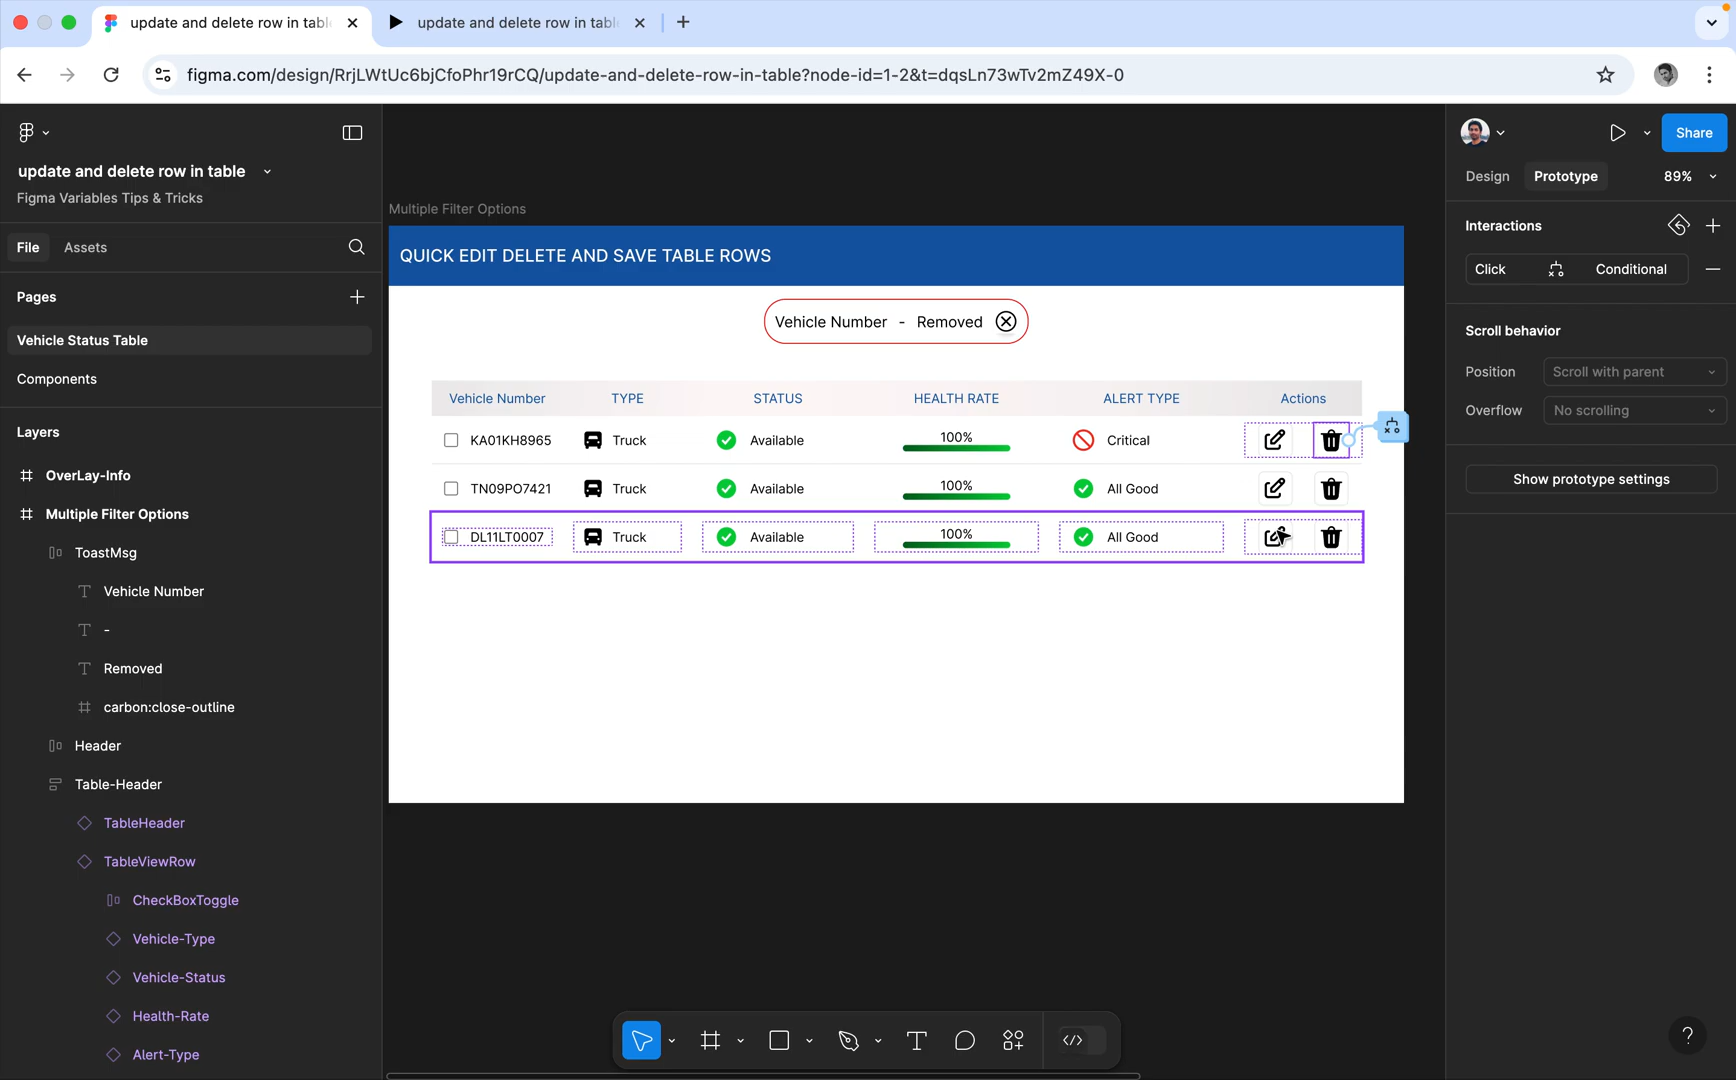 update and delete row in tabl
update and delete row in tabl
figma.com/design/RrjLWtUc6bjCfoPhr19rCQ/update-and-delete-row-in-table?node-id=1-2&t=dqsLn73wTv2mZ49X-0
update and delete row in table
Figma Variables Tips & Tricks
File Assets
Pages
Vehicle Status Table
Components
Layers
OverLay-Info
Multiple Filter Options
ToastMsg
Vehicle Number
-
Removed
carbon:close-outline
Header
Table-Header
TableHeader
TableViewRow
CheckBoxToggle
Vehicle-Type
Vehicle-Status
Health-Rate
Alert-Type
Multiple Filter Options
QUICK EDIT DELETE AND SAVE TABLE ROWS
Vehicle Number - Removed
Vehicle Number TYPE STATUS HEALTH RATE ALERT TYPE Actions
KA01KH8965 Truck Available 100% Critical
TN09PO7421 Truck Available 100% All Good
DL11LT0007 Truck Available 100% All Good
Share
Design Prototype 89%
Interactions
Click Conditional
Scroll behavior
Position Scroll with parent
Overflow No scrolling
Show prototype settings
?